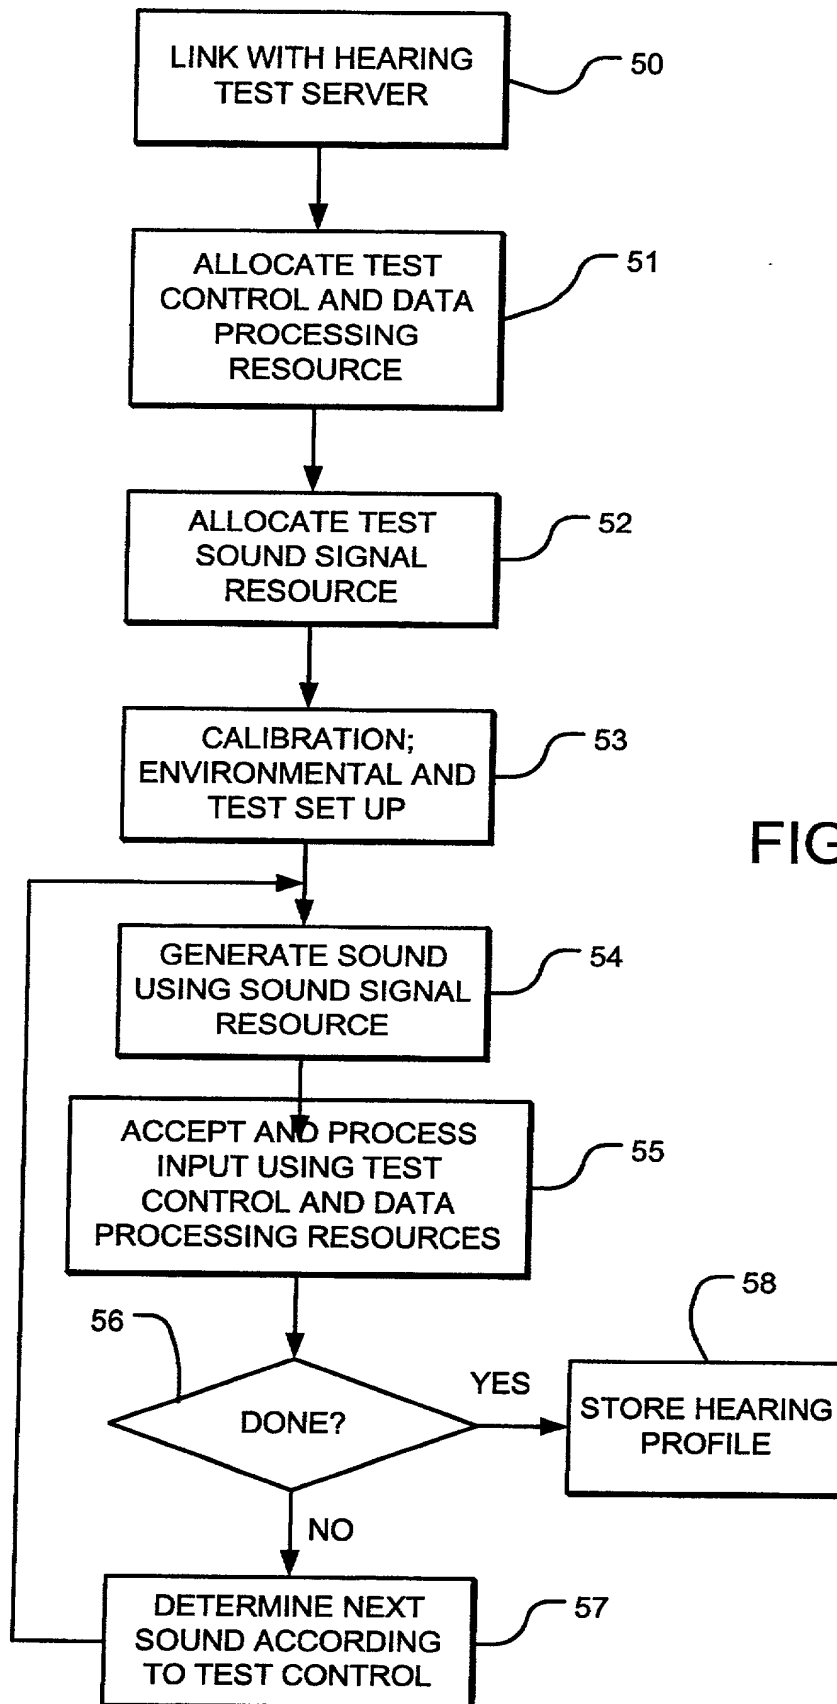 LINK WITH HEARING
TEST SERVER
50
ALLOCATE TEST
CONTROL AND DATA
PROCESSING
RESOURCE
51
ALLOCATE TEST
SOUND SIGNAL
RESOURCE
52
CALIBRATION;
ENVIRONMENTAL AND
TEST SET UP
53
FIG
GENERATE SOUND
USING SOUND SIGNAL
RESOURCE
54
ACCEPT AND PROCESS
INPUT USING TEST
CONTROL AND DATA
PROCESSING RESOURCES
55
56
DONE?
YES
58
STORE HEARING
PROFILE
NO
DETERMINE NEXT
SOUND ACCORDING
TO TEST CONTROL
57